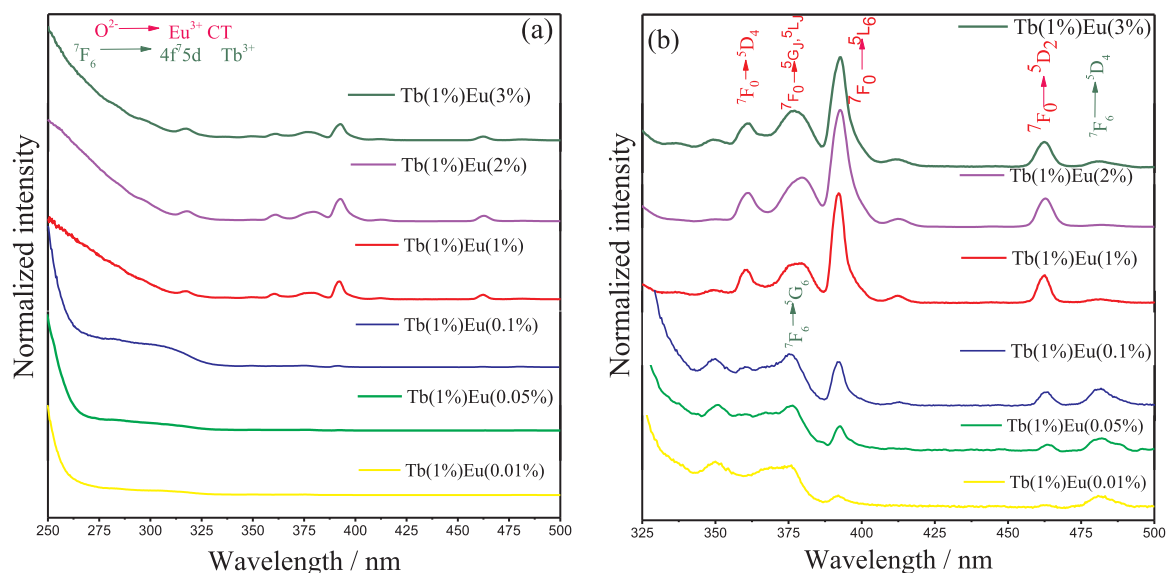 (a)
O²⁻ → Eu³⁺ CT
⁷F₆ → 4f⁷5d Tb³⁺
Tb(1%)Eu(3%)
Tb(1%)Eu(2%)
Tb(1%)Eu(1%)
Tb(1%)Eu(0.1%)
Tb(1%)Eu(0.05%)
Tb(1%)Eu(0.01%)
Normalized intensity
250 275 300 325 350 375 400 425 450 475 500
Wavelength / nm
(b)
⁷F₀ → ⁵D₄
⁷F₀ → ⁵G_J, ⁵L_J
⁷F₀ → ⁵L₆
⁷F₀ → ⁵D₂
⁷F₆ → ⁵D₄
⁷F₆ → ⁵G₆
Tb(1%)Eu(3%)
Tb(1%)Eu(2%)
Tb(1%)Eu(1%)
Tb(1%)Eu(0.1%)
Tb(1%)Eu(0.05%)
Tb(1%)Eu(0.01%)
Normalized intensity
325 350 375 400 425 450 475 500
Wavelength / nm